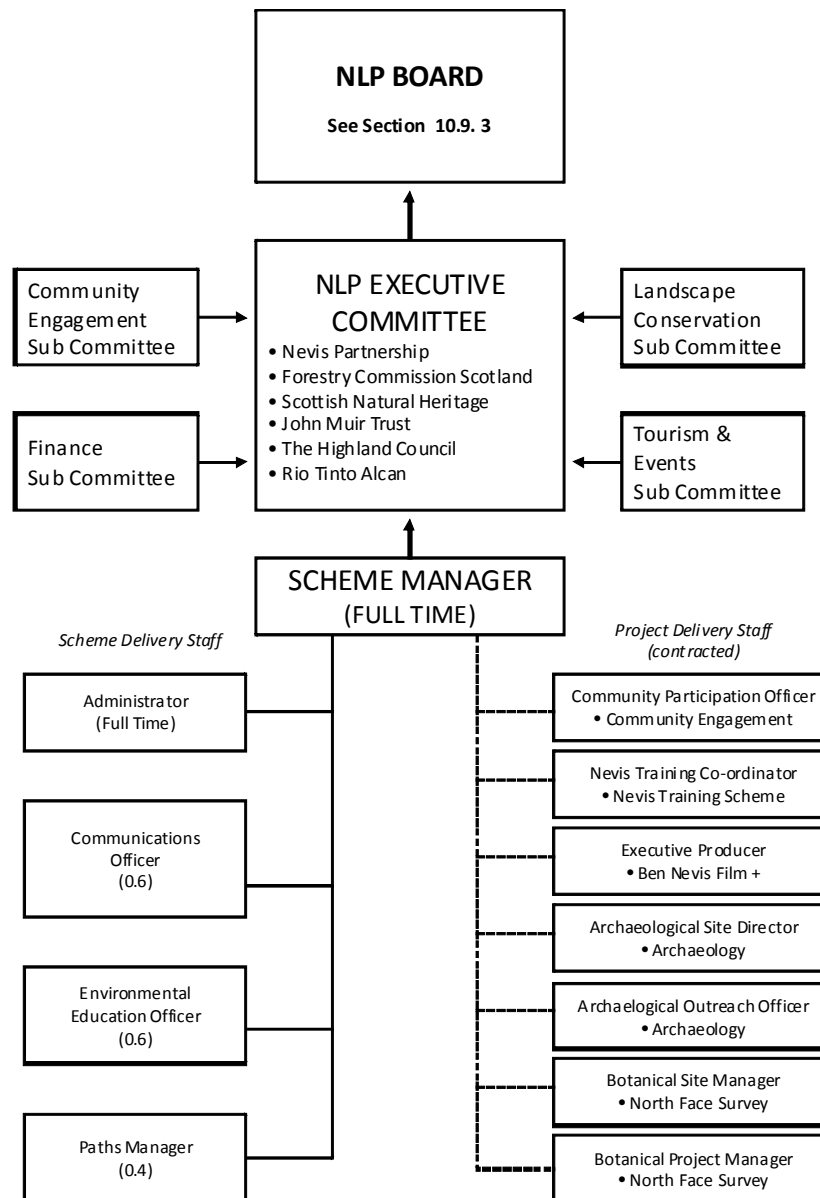 NLP BOARD
See Section 10.9. 3
Community
Engagement
Sub Committee
Finance
Sub Committee
NLP EXECUTIVE
COMMITTEE
• Nevis Partnership
• Forestry Commission Scotland
• Scottish Natural Heritage
• John Muir Trust
• The Highland Council
• Rio Tinto Alcan
Landscape
Conservation
Sub Committee
Tourism &
Events
Sub Committee
SCHEME MANAGER
(FULL TIME)
Scheme Delivery Staff
Administrator
(Full Time)
Communications
Officer
(0.6)
Environmental
Education Officer
(0.6)
Paths Manager
(0.4)
Project Delivery Staff
(contracted)
Community Participation Officer
• Community Engagement
Nevis Training Co-ordinator
• Nevis Training Scheme
Executive Producer
• Ben Nevis Film +
Archaeological Site Director
• Archaeology
Archaelogical Outreach Officer
• Archaeology
Botanical Site Manager
• North Face Survey
Botanical Project Manager
• North Face Survey